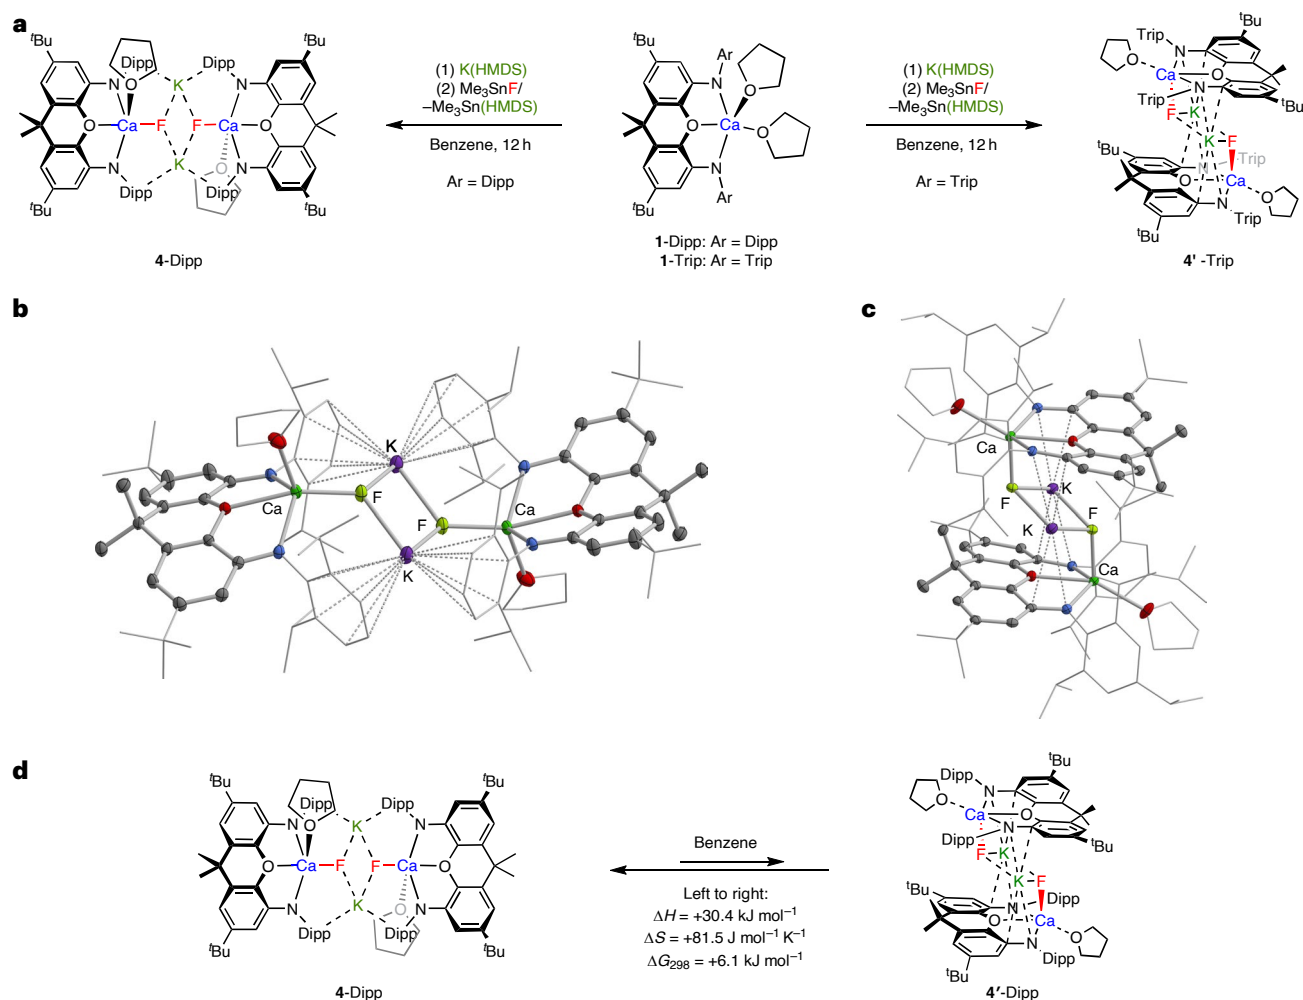 a
tBu
Dipp
K
Dipp
tBu
N
O
N
O
Ca
F
F
Ca
O
N
K
O
N
Dipp
Dipp
tBu
tBu
4-Dipp
(1) K(HMDS)
(2) Me3SnF/
–Me3Sn(HMDS)
Benzene, 12 h
Ar = Dipp
tBu
Ar
N
O
O
Ca
O
N
Ar
tBu
1-Dipp: Ar = Dipp
1-Trip: Ar = Trip
(1) K(HMDS)
(2) Me3SnF/
–Me3Sn(HMDS)
Benzene, 12 h
Ar = Trip
tBu
Trip
N
O
Ca
O
N
Trip
tBu
F
K
K
F
tBu
N
Trip
O
Ca
N
O
Trip
tBu
4' -Trip
b
K
F
Ca
F
Ca
K
c
Ca
F
K
F
K
Ca
d
tBu
Dipp
K
Dipp
tBu
N
O
N
O
Ca
F
F
Ca
O
N
K
O
N
Dipp
Dipp
tBu
tBu
4-Dipp
Benzene
Left to right:
ΔH = +30.4 kJ mol−1
ΔS = +81.5 J mol−1 K−1
ΔG298 = +6.1 kJ mol−1
tBu
Dipp
N
O
Ca
O
N
Dipp
tBu
F
K
K
F
tBu
N
Dipp
O
Ca
N
O
Dipp
tBu
4′-Dipp